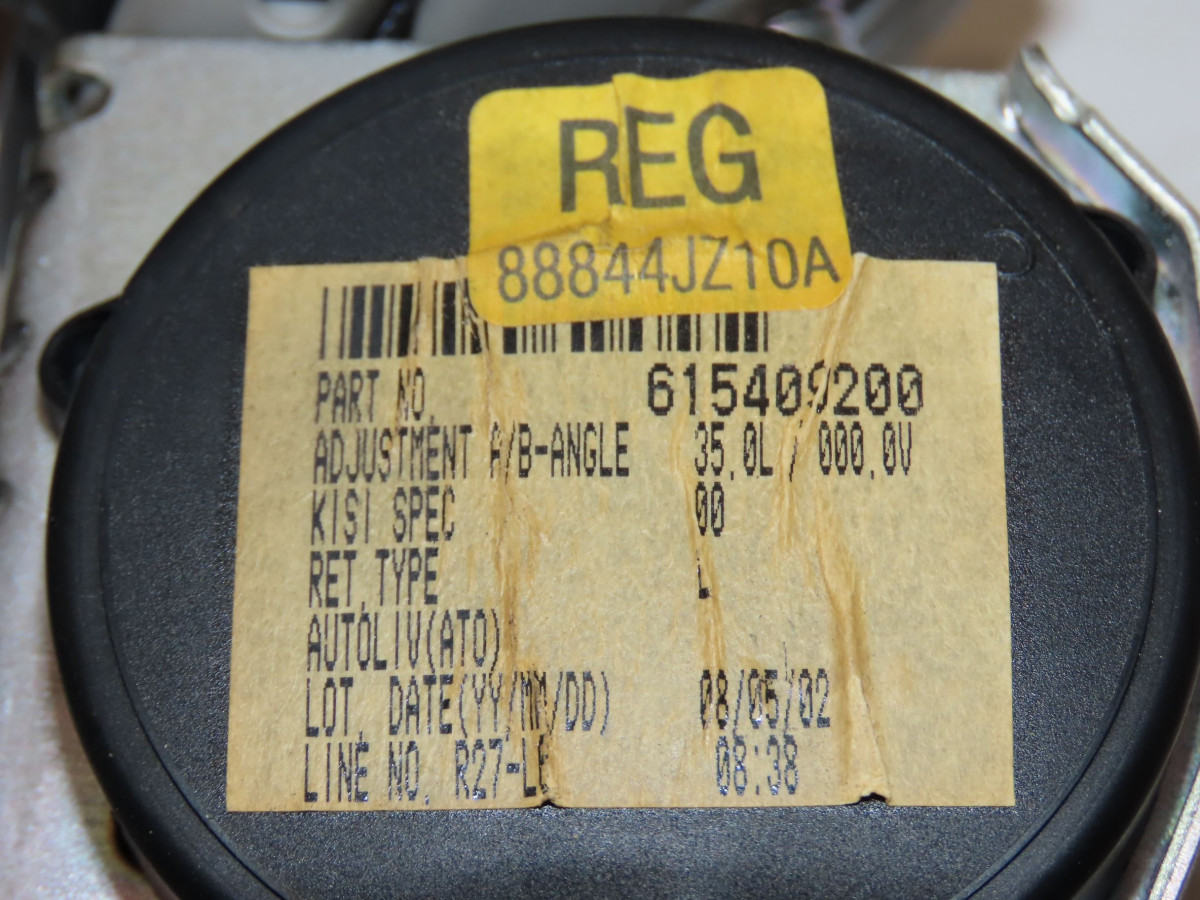 REG
88844JZ10A
PART NO. 615409200
ADJUSTMENT A/B-ANGLE 35.0L / 000.0V
KISI SPEC 00
RET.TYPE L
AUTOLIV(ATO)
LOT. DATE(YY/MM/DD) 08/05/02
LINE NO. 08:38